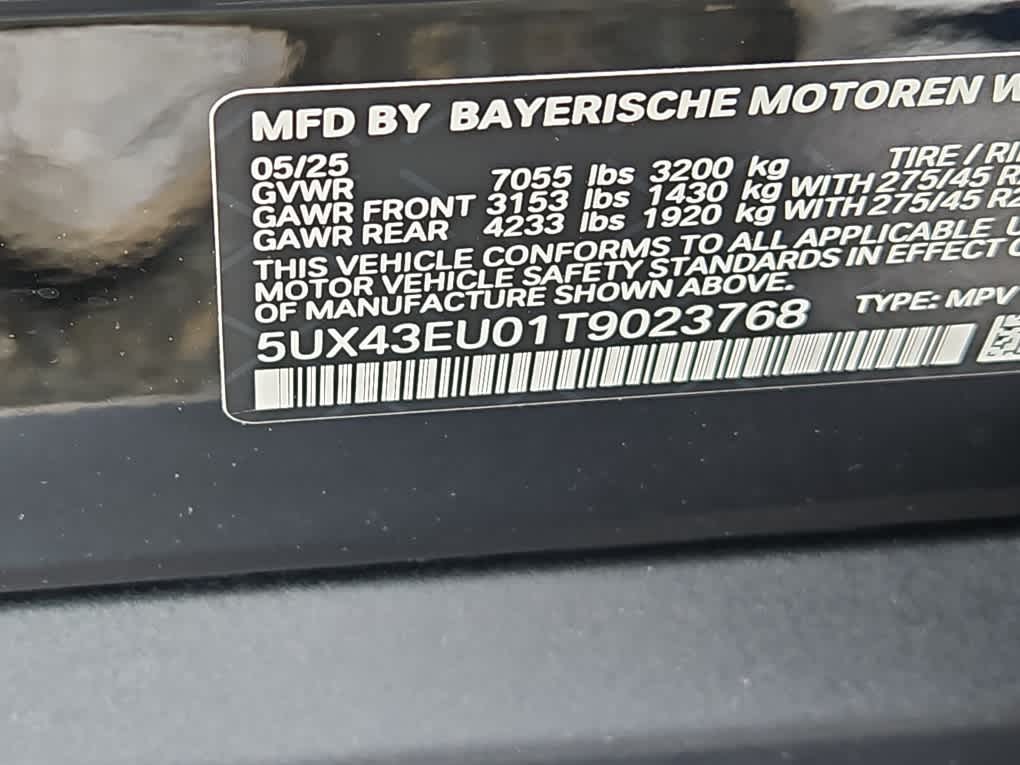 MFD BY BAYERISCHE MOTOREN
05/25
GVWR 7055 lbs 3200 kg TIRE /
GAWR FRONT 3153 lbs 1430 kg WITH 275/45
GAWR REAR 4233 lbs 1920 kg WITH 275/45
THIS VEHICLE CONFORMS TO ALL APPLICABLE
MOTOR VEHICLE SAFETY STANDARDS IN EFFECT
OF MANUFACTURE SHOWN ABOVE.
5UX43EU01T9023768 TYPE: MPV